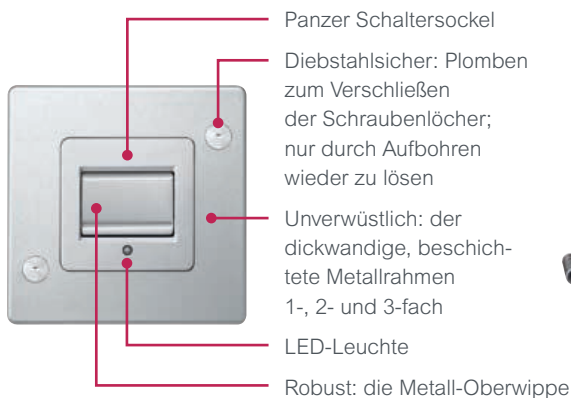 Panzer Schaltersockel
Diebstahlsicher: Plomben
zum Verschließen
der Schraubenlöcher;
nur durch Aufbohren
wieder zu lösen
Unverwüstlich: der
dickwandige, beschich-
tete Metallrahmen
1-, 2- und 3-fach
LED-Leuchte
Robust: die Metall-Oberwippe